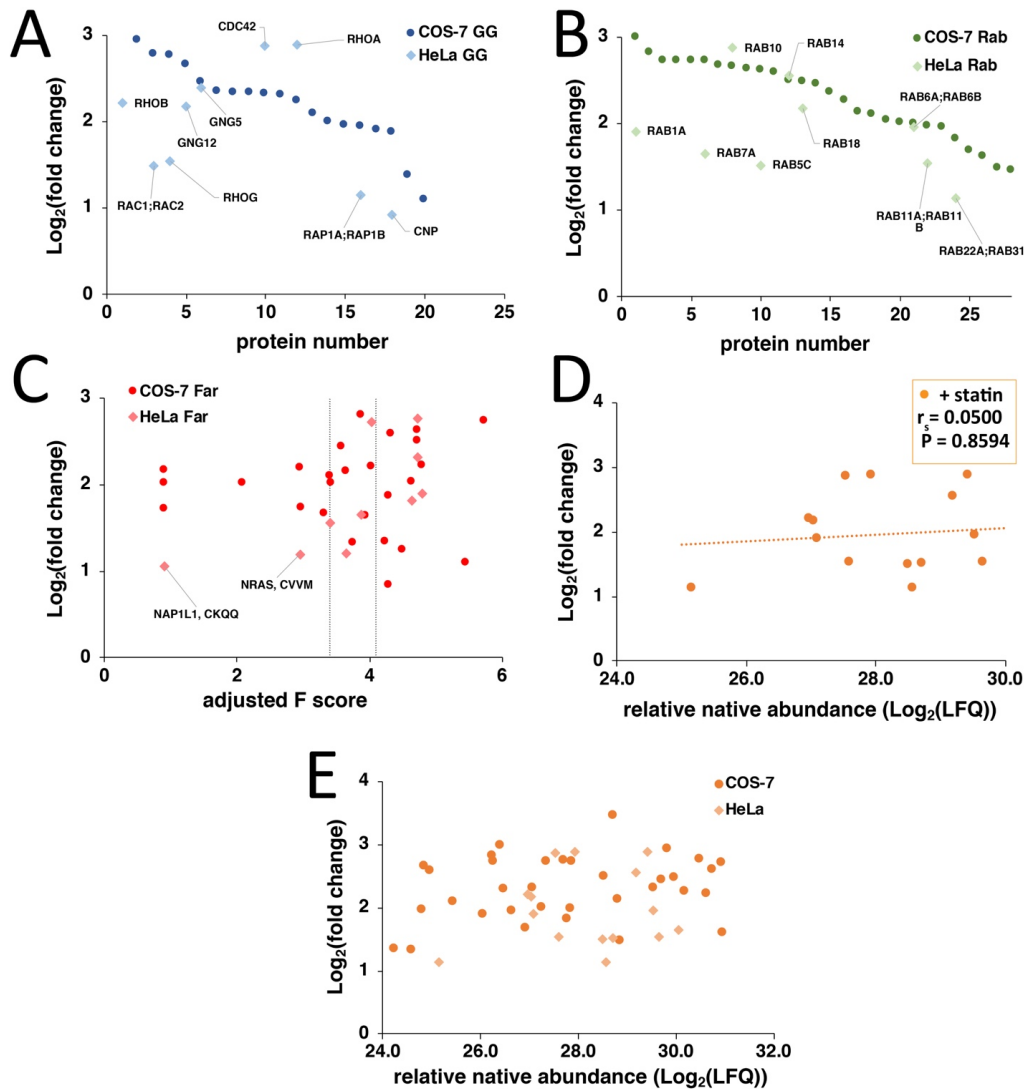 A
Log2(fold change)
3
2
1
0
0
5
10
15
20
25
protein number
COS-7 GG
HeLa GG
CDC42
RHOA
RHOB
GNG5
GNG12
RAC1;RAC2
RHOG
RAP1A;RAP1B
CNP
B
Log2(fold change)
3
2
1
0
0
5
10
15
20
25
protein number
COS-7 Rab
HeLa Rab
RAB10
RAB14
RAB6A;RAB6B
RAB1A
RAB18
RAB7A
RAB5C
RAB11A;RAB11
B
RAB22A;RAB31
C
COS-7 Far
HeLa Far
Log2(fold change)
3
2
1
0
0
2
4
6
adjusted F score
NRAS, CVVM
NAP1L1, CKQQ
D
+ statin
rs= 0.0500
P = 0.8594
Log2(fold change)
4
3
2
1
0
24.0
26.0
28.0
30.0
relative native abundance (Log2(LFQ))
E
COS-7
HeLa
Log2(fold change)
4
3
2
1
0
24.0
26.0
28.0
30.0
32.0
relative native abundance (Log2(LFQ))